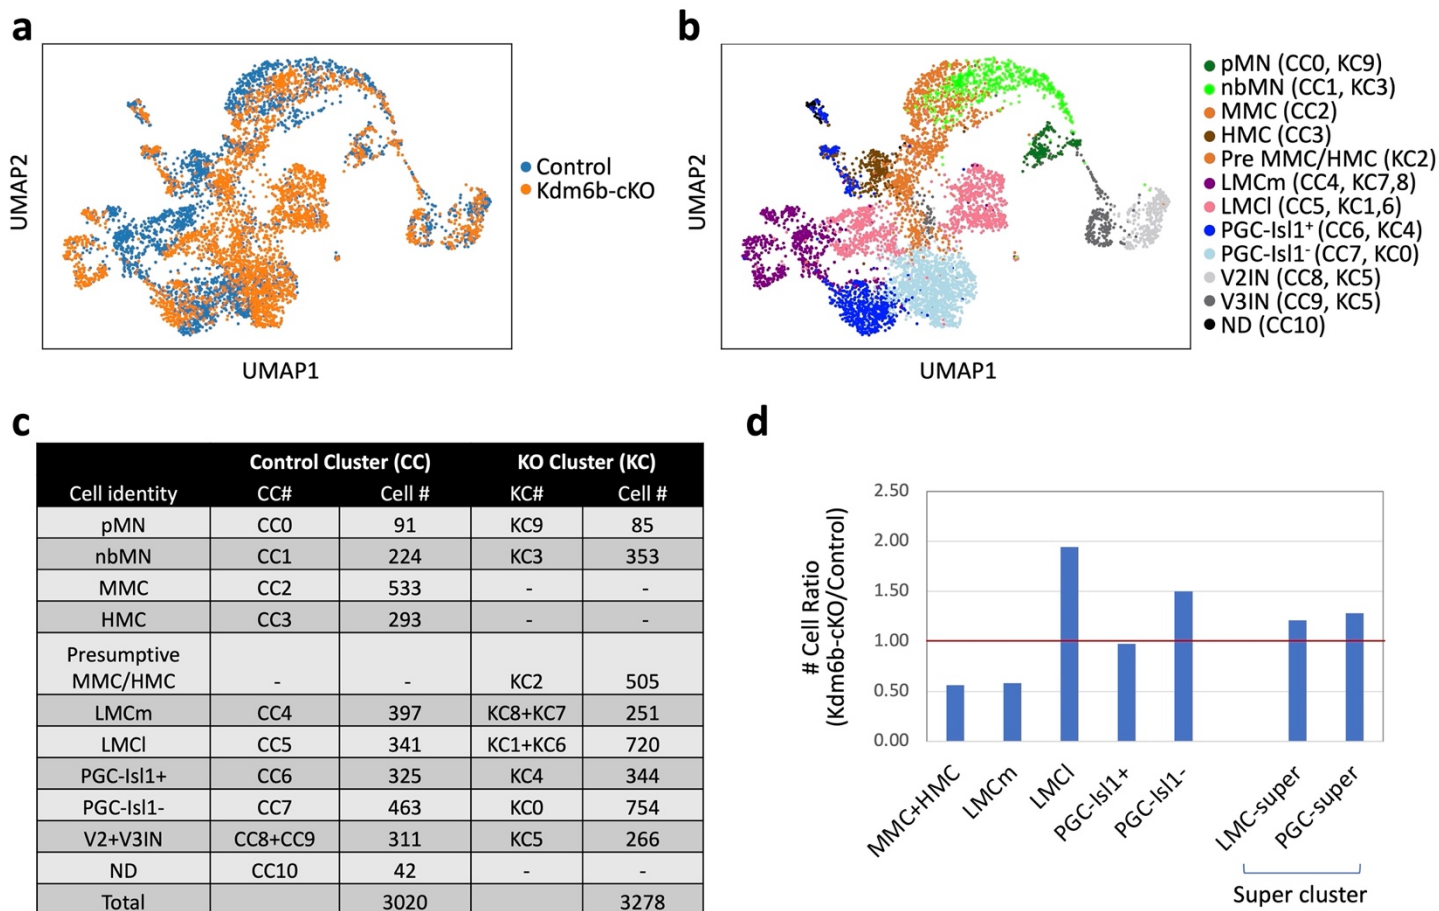 a
UMAP2
UMAP1
Control
Kdm6b-cKO
b
UMAP2
UMAP1
pMN (CC0, KC9)
nbMN (CC1, KC3)
MMC (CC2)
HMC (CC3)
Pre MMC/HMC (KC2)
LMCm (CC4, KC7,8)
LMCl (CC5, KC1,6)
PGC-Isl1⁺ (CC6, KC4)
PGC-Isl1⁻ (CC7, KC0)
V2IN (CC8, KC5)
V3IN (CC9, KC5)
ND (CC10)
c
Control Cluster (CC) KO Cluster (KC)
Cell identity CC# Cell # KC# Cell #
pMN CC0 91 KC9 85
nbMN CC1 224 KC3 353
MMC CC2 533 - -
HMC CC3 293 - -
Presumptive
MMC/HMC - - KC2 505
LMCm CC4 397 KC8+KC7 251
LMCl CC5 341 KC1+KC6 720
PGC-Isl1+ CC6 325 KC4 344
PGC-Isl1- CC7 463 KC0 754
V2+V3IN CC8+CC9 311 KC5 266
ND CC10 42 - -
Total 3020 3278
d
# Cell Ratio
(Kdm6b-cKO/Control)
2.50
2.00
1.50
1.00
0.50
0.00
MMC+HMC
LMCm
LMCl
PGC-Isl1+
PGC-Isl1-
LMC-super
PGC-super
Super cluster